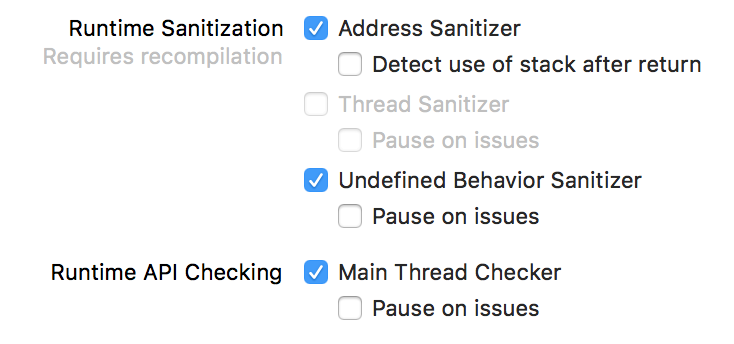 Runtime Sanitization Address Sanitizer
Requires recompilation Detect use of stack after return
Thread Sanitizer
Pause on issues
Undefined Behavior Sanitizer
Pause on issues
Runtime API Checking Main Thread Checker
Pause on issues